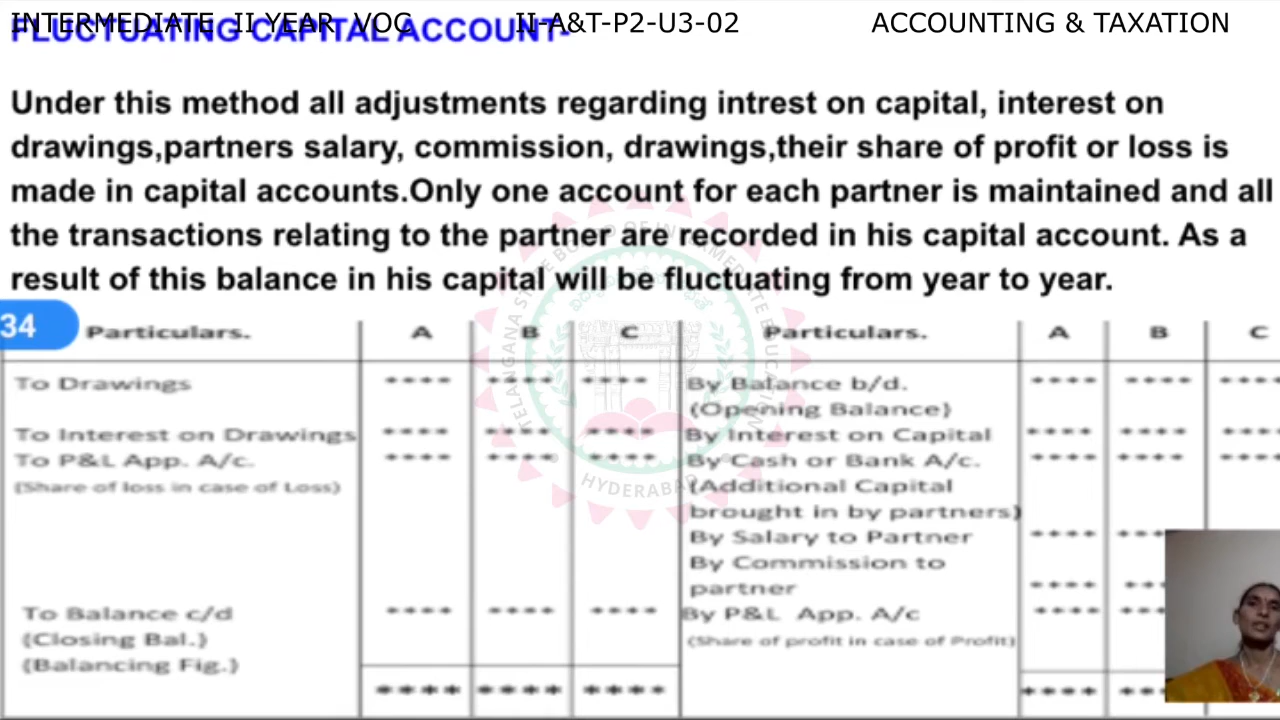 INTERMEDIATE II YEAR VOC II-A&T-P2-U3-02 ACCOUNTING & TAXATION
FLUCTUATING CAPITAL ACCOUNT-
Under this method all adjustments regarding intrest on capital, interest on
drawings,partners salary, commission, drawings,their share of profit or loss is
made in capital accounts.Only one account for each partner is maintained and all
the transactions relating to the partner are recorded in his capital account. As a
result of this balance in his capital will be fluctuating from year to year.
34
Particulars. A B C Particulars. A B C
To Drawings **** **** **** By Balance b/d. **** **** ****
(Opening Balance)
To Interest on Drawings **** **** **** By Interest on Capital **** **** ****
To P&L App. A/c. **** **** **** By Cash or Bank A/c. **** **** ****
(Share of loss in case of Loss) (Additional Capital
brought in by partners)
By Salary to Partner **** ****
By Commission to
partner **** ***
To Balance c/d **** **** **** By P&L App. A/c **** ***
(Closing Bal.) (Share of profit in case of Profit)
(Balancing Fig.)
**** **** **** **** ***
TELANGANA STATE BOARD OF INTERMEDIATE EDUCATION
HYDERABAD